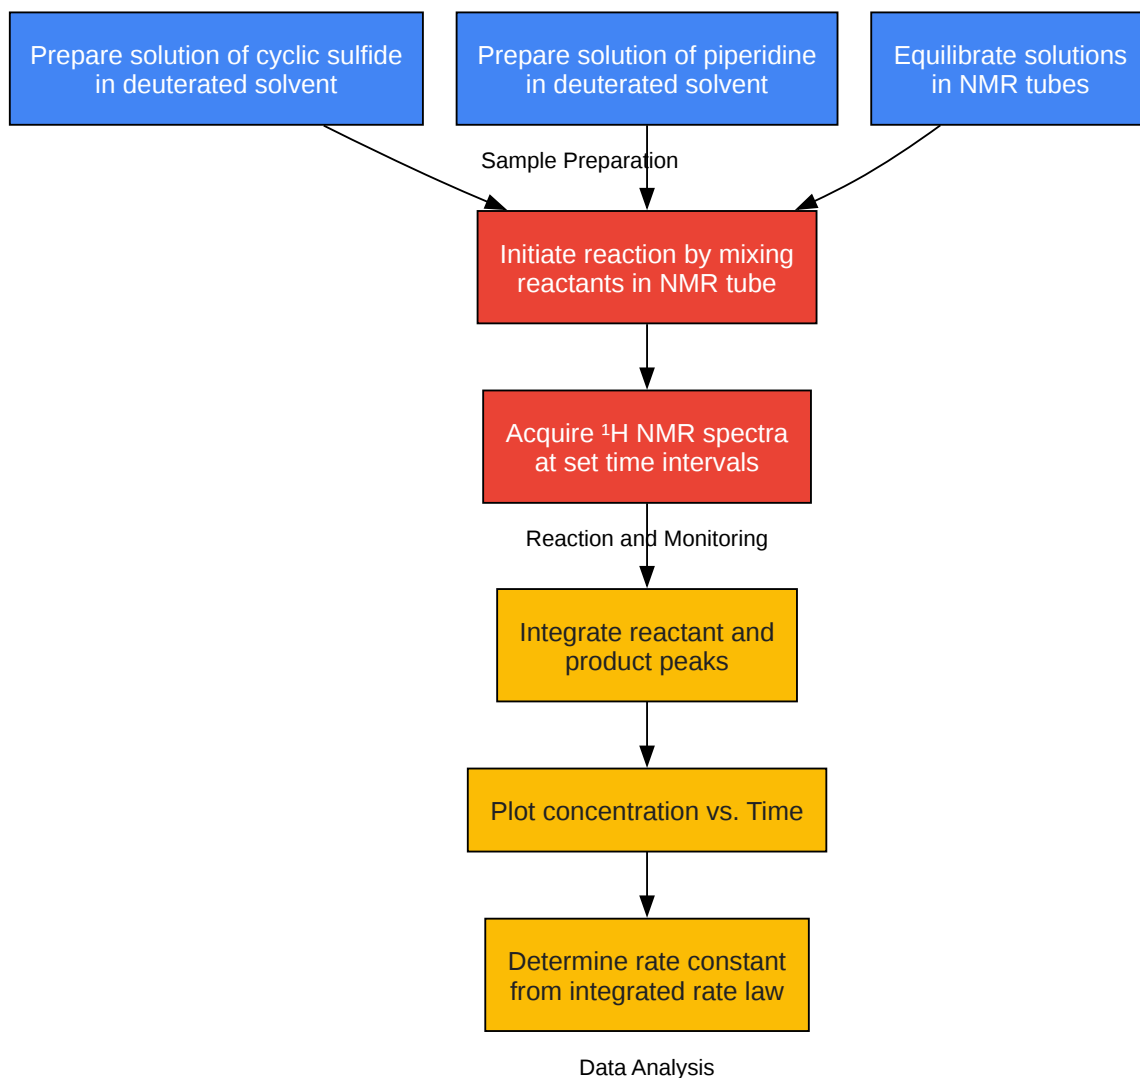 Prepare solution of cyclic sulfide
in deuterated solvent
Prepare solution of piperidine
in deuterated solvent
Equilibrate solutions
in NMR tubes
Sample Preparation
Initiate reaction by mixing
reactants in NMR tube
Acquire ¹H NMR spectra
at set time intervals
Reaction and Monitoring
Integrate reactant and
product peaks
Plot concentration vs. Time
Determine rate constant
from integrated rate law
Data Analysis